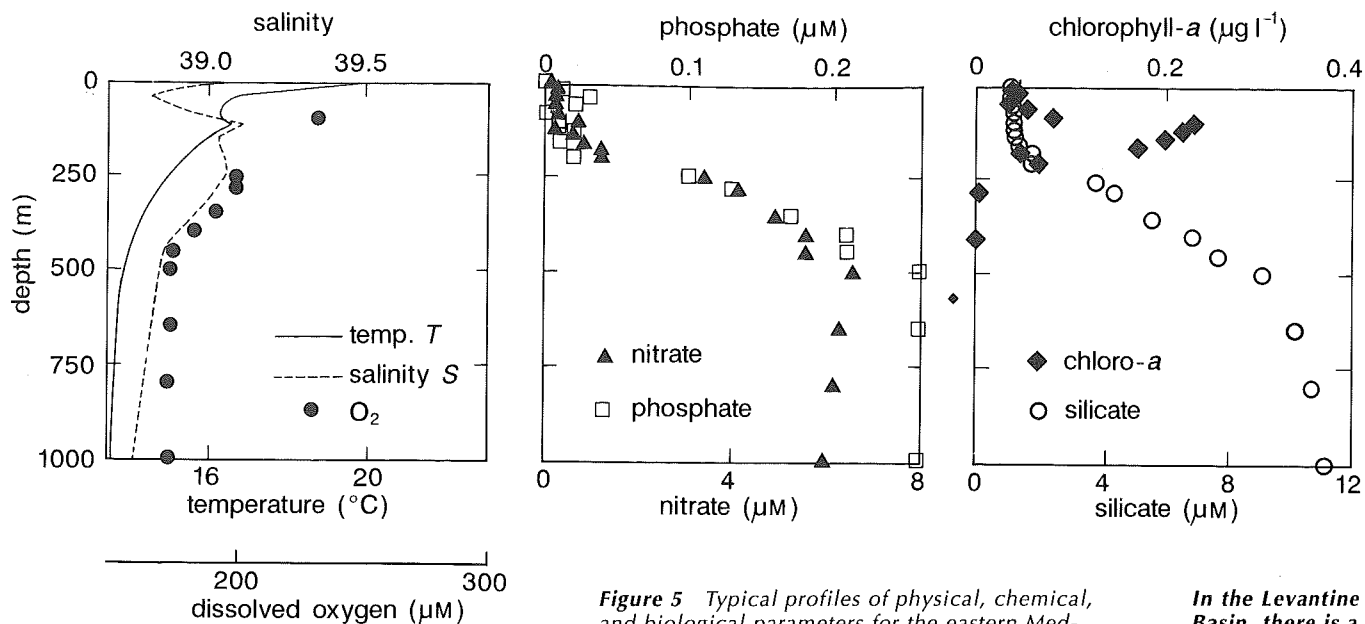 salinity
39.0 39.5
0
250
500
750
1000
depth (m)
temp. T
salinity S
O2
16 20
temperature (°C)
200 300
dissolved oxygen (µM)
phosphate (µM)
0 0.1 0.2
nitrate
phosphate
0 4 8
nitrate (µM)
chlorophyll-a (µg l⁻¹)
0 0.2 0.4
chloro-a
silicate
0 4 8 12
silicate (µM)
Figure 5 Typical profiles of physical, chemical,
and biological parameters for the eastern Med-
In the Levantine
Basin, there is a